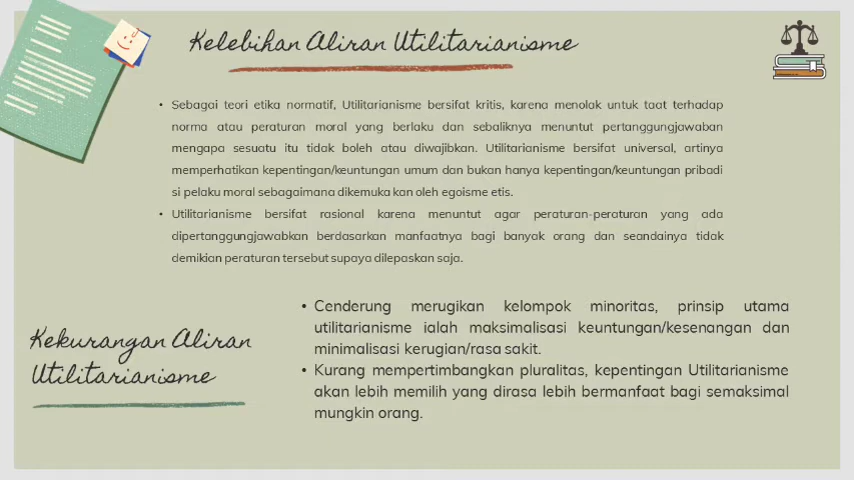 Kelebihan Aliran Utilitarianisme
• Sebagai teori etika normatif, Utilitarianisme bersifat kritis, karena menolak untuk taat terhadap
norma atau peraturan moral yang berlaku dan sebaliknya menuntut pertanggungjawaban
mengapa sesuatu itu tidak boleh atau diwajibkan. Utilitarianisme bersifat universal, artinya
memperhatikan kepentingan/keuntungan umum dan bukan hanya kepentingan/keuntungan pribadi
si pelaku moral sebagaimana dikemuka kan oleh egoisme etis.
• Utilitarianisme bersifat rasional karena menuntut agar peraturan-peraturan yang ada
dipertanggungjawabkan berdasarkan manfaatnya bagi banyak orang dan seandainya tidak
demikian peraturan tersebut supaya dilepaskan saja.
Kekurangan Aliran
Utilitarianisme
• Cenderung merugikan kelompok minoritas, prinsip utama
utilitarianisme ialah maksimalisasi keuntungan/kesenangan dan
minimalisasi kerugian/rasa sakit.
• Kurang mempertimbangkan pluralitas, kepentingan Utilitarianisme
akan lebih memilih yang dirasa lebih bermanfaat bagi semaksimal
mungkin orang.